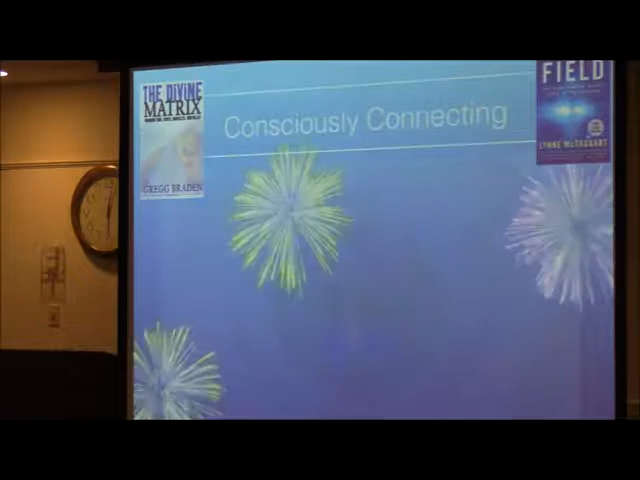 THE DIVINE
MATRIX
GREGG BRADEN
Consciously Connecting
FIELD
LYNNE McTAGGART